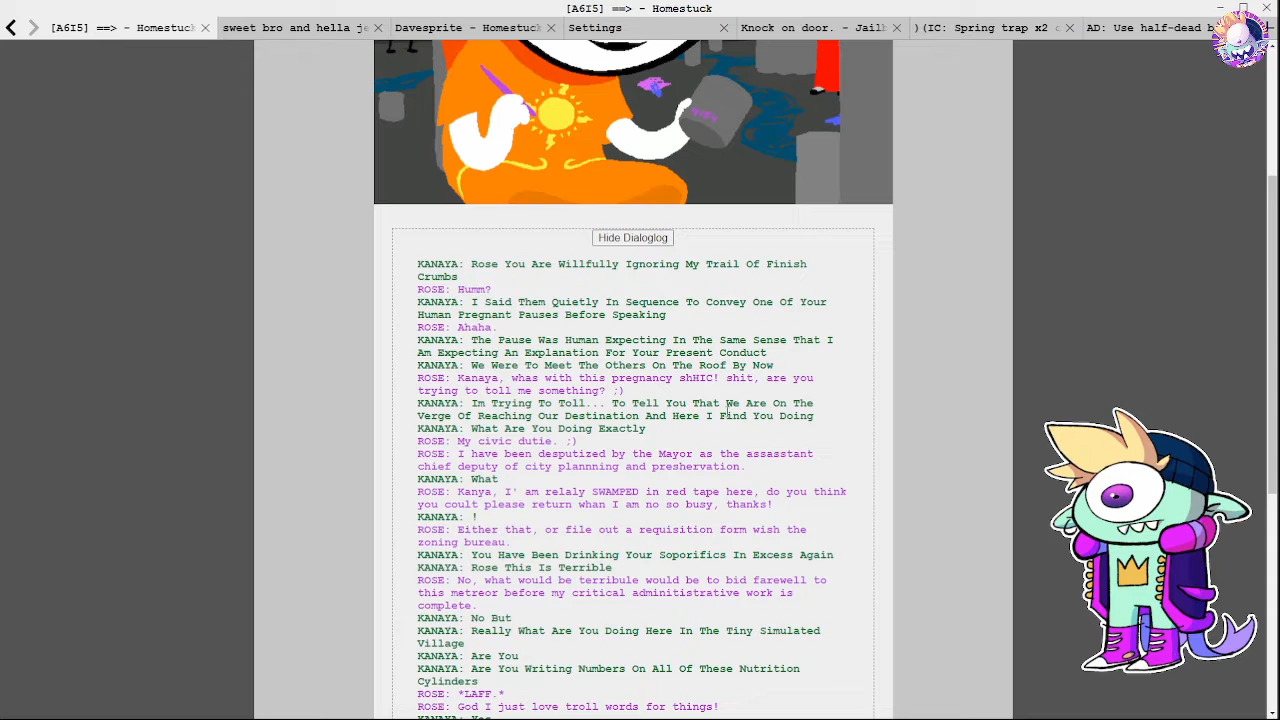 [A6I5] ==> - Homestuck
[A6I5] ==> - Homestuck
sweet bro and hella je
Davesprite - Homestuck
Settings
Knock on door. - Jailb
)(IC: Spring trap x2 c
AD: Use half-dead b
Hide Dialoglog
KANAYA: Rose You Are Willfully Ignoring My Trail Of Finish
Crumbs
ROSE: Humm?
KANAYA: I Said Them Quietly In Sequence To Convey One Of Your
Human Pregnant Pauses Before Speaking
ROSE: Ahaha.
KANAYA: The Pause Was Human Expecting In The Same Sense That I
Am Expecting An Explanation For Your Present Conduct
KANAYA: We Were To Meet The Others On The Roof By Now
ROSE: Kanaya, whas with this pregnancy shHIC! shit, are you
trying to toll me something? ;)
KANAYA: Im Trying To Toll... To Tell You That We Are On The
Verge Of Reaching Our Destination And Here I Find You Doing
KANAYA: What Are You Doing Exactly
ROSE: My civic dutie. ;)
ROSE: I have been desputized by the Mayor as the assasstant
chief deputy of city plannning and preshervation.
KANAYA: What
ROSE: Kanya, I' am relaly SWAMPED in red tape here, do you think
you coult please return whan I am no so busy, thanks!
KANAYA: !
ROSE: Either that, or file out a requisition form wish the
zoning bureau.
KANAYA: You Have Been Drinking Your Soporifics In Excess Again
KANAYA: Rose This Is Terrible
ROSE: No, what would be terribule would be to bid farewell to
this metreor before my critical adminitistrative work is
complete.
KANAYA: No But
KANAYA: Really What Are You Doing Here In The Tiny Simulated
Village
KANAYA: Are You
KANAYA: Are You Writing Numbers On All Of These Nutrition
Cylinders
ROSE: *LAFF.*
ROSE: God I just love troll words for things!
KANAYA: Yes